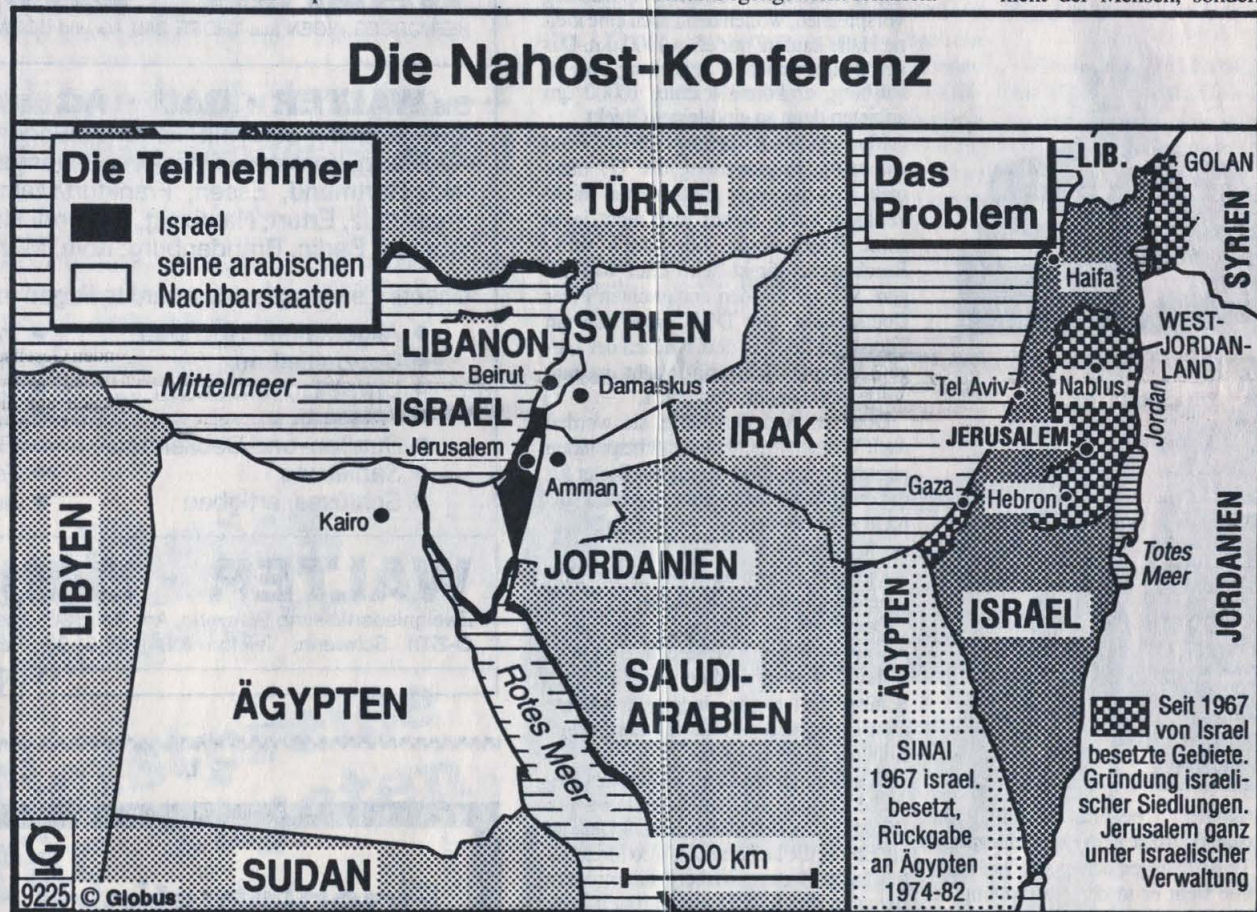 nicht der Mensch, sondern
Die Nahost-Konferenz
Die Teilnehmer
Israel
seine arabischen
Nachbarstaaten
TÜRKEI
SYRIEN
LIBANON
Beirut
Damaskus
Mittelmeer
ISRAEL
IRAK
Jerusalem
Amman
Kairo
LIBYEN
JORDANIEN
ÄGYPTEN
Rotes Meer
SAUDI-
ARABIEN
SUDAN
500 km
9225 © Globus
Das
Problem
LIB.
GOLAN
SYRIEN
Haifa
WEST-
JORDAN-
LAND
Tel Aviv
Nablus
Jordan
JERUSALEM
Gaza
Hebron
Totes
Meer
JORDANIEN
ISRAEL
ÄGYPTEN
SINAI
1967 israel.
besetzt,
Rückgabe
an Ägypten
1974-82
Seit 1967
von Israel
besetzte Gebiete.
Gründung israeli-
scher Siedlungen.
Jerusalem ganz
unter israelischer
Verwaltung